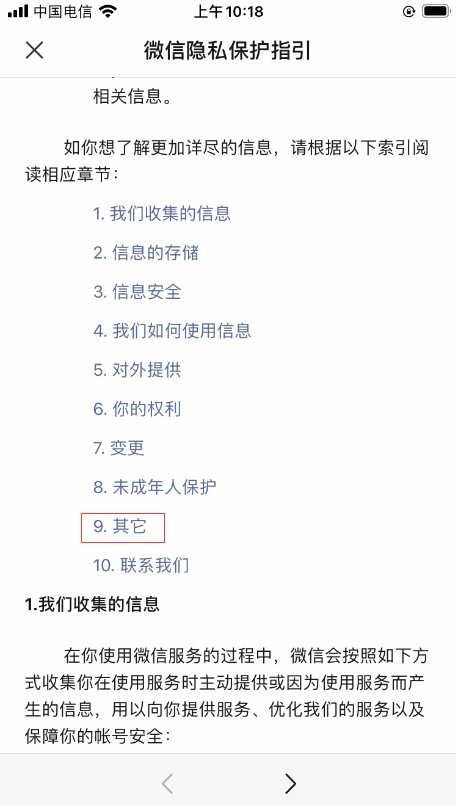 中国电信
上午10:18
微信隐私保护指引
相关信息。
如你想了解更加详尽的信息，请根据以下索引阅
读相应章节：
1. 我们收集的信息
2. 信息的存储
3. 信息安全
4. 我们如何使用信息
5. 对外提供
6. 你的权利
7. 变更
8. 未成年人保护
9. 其它
10. 联系我们
1.我们收集的信息
在你使用微信服务的过程中，微信会按照如下方
式收集你在使用服务时主动提供或因为使用服务而产
生的信息，用以向你提供服务、优化我们的服务以及
保障你的帐号安全：